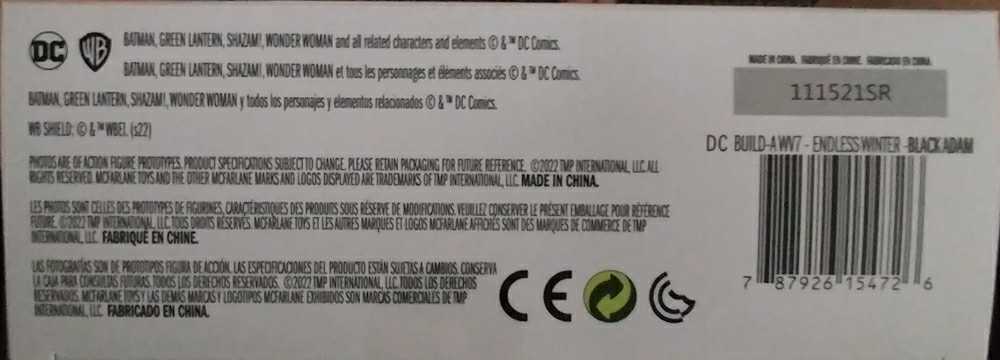 DC WB
BATMAN, GREEN LANTERN, SHAZAM!, WONDER WOMAN and all related characters and elements © & ™ DC Comics.
BATMAN, GREEN LANTERN, SHAZAM!, WONDER WOMAN et tous les personnages et éléments associés © & ™ DC Comics.
BATMAN, GREEN LANTERN, SHAZAM!, WONDER WOMAN y todos los personajes y elementos relacionados © & ™ DC Comics.
WB SHIELD: © & ™ WBEI. (s22)
PHOTOS ARE OF ACTION FIGURE PROTOTYPES. PRODUCT SPECIFICATIONS SUBJECT TO CHANGE. PLEASE RETAIN PACKAGING FOR FUTURE REFERENCE. ©2022 TMP INTERNATIONAL, LLC. ALL
RIGHTS RESERVED. MCFARLANE TOYS AND THE OTHER MCFARLANE MARKS AND LOGOS DISPLAYED ARE TRADEMARKS OF TMP INTERNATIONAL, LLC. MADE IN CHINA.
LES PHOTOS SONT CELLES DES PROTOTYPES DE FIGURINES. CARACTÉRISTIQUES DES PRODUITS SOUS RÉSERVE DE MODIFICATIONS. VEUILLEZ CONSERVER LE PRÉSENT EMBALLAGE POUR RÉFÉRENCE
FUTURE. ©2022 TMP INTERNATIONAL, LLC. TOUS DROITS RÉSERVÉS. MCFARLANE TOYS ET LES AUTRES MARQUES ET LOGOS MCFARLANE AFFICHÉS SONT DES MARQUES DE COMMERCE DE TMP
INTERNATIONAL, LLC. FABRIQUÉ EN CHINE.
LAS FOTOGRAFÍAS SON DE PROTOTIPOS FIGURA DE ACCIÓN. LAS ESPECIFICACIONES DEL PRODUCTO ESTÁN SUJETAS A CAMBIOS. CONSERVA
LA CAJA PARA CONSULTAS FUTURAS. TODOS LOS DERECHOS RESERVADOS. ©2022 TMP INTERNATIONAL, LLC. TODOS LOS DERECHOS
RESERVADOS. MCFARLANE TOYS Y LAS DEMÁS MARCAS Y LOGOTIPOS MCFARLANE EXHIBIDOS SON MARCAS COMERCIALES DE TMP
INTERNATIONAL, LLC. FABRICADO EN CHINA.
CE
MADE IN CHINA. FABRIQUÉ EN CHINE. FABRICADO EN CHINA.
111521SR
DC BUILD-A WV7 - ENDLESS WINTER -BLACK ADAM
7 87926 15472 6